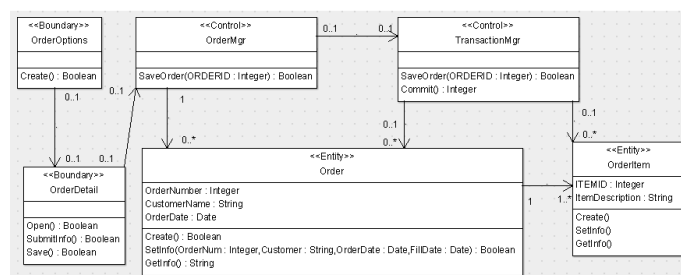 <<Boundary>>
OrderOptions
Create() : Boolean
<<Control>>
OrderMgr
SaveOrder(ORDERID : Integer) : Boolean
<<Control>>
TransactionMgr
SaveOrder(ORDERID : Integer) : Boolean
Commit() : Integer
0..1
0..1
0..1
0..1
0..1
0..1
1
0..*
0..1
0..*
0..1
0..*
<<Boundary>>
OrderDetail
Open() : Boolean
SubmitInfo() : Boolean
Save() : Boolean
<<Entity>>
Order
OrderNumber : Integer
CustomerName : String
OrderDate : Date
Create() : Boolean
SetInfo(OrderNum : Integer,Customer : String,OrderDate : Date,FillDate : Date) : Boolean
GetInfo() : String
1
1..*
<<Entity>>
OrderItem
ITEMID : Integer
ItemDescription : String
Create()
SetInfo()
GetInfo()